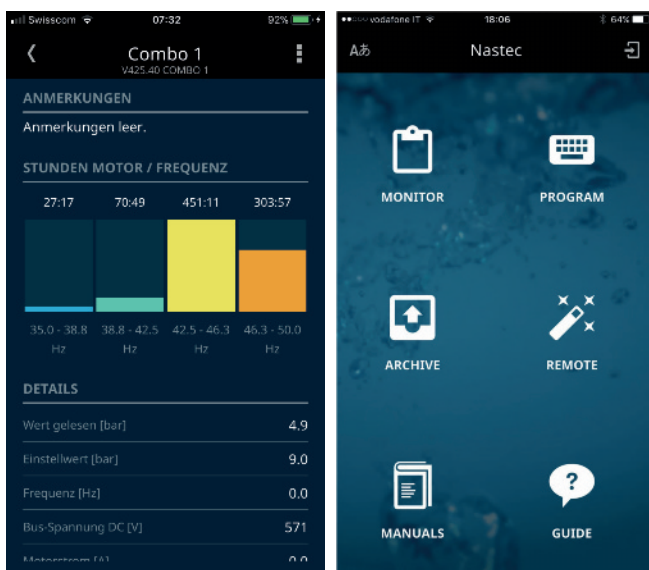 Swisscom 07:32 92%
Combo 1
V425.40 COMBO 1
ANMERKUNGEN
Anmerkungen leer.
STUNDEN MOTOR / FREQUENZ
27:17 70:49 451:11 303:57
35.0 - 38.8 38.8 - 42.5 42.5 - 46.3 46.3 - 50.0
Hz Hz Hz Hz
DETAILS
Wert gelesen [bar] 4.9
Einstellwert [bar] 9.0
Frequenz [Hz] 0.0
Bus-Spannung DC [V] 571
Motorstrom [A] 0.0
vodafone IT 18:06 64%
Aあ Nastec
MONITOR PROGRAM
ARCHIVE REMOTE
MANUALS GUIDE
?